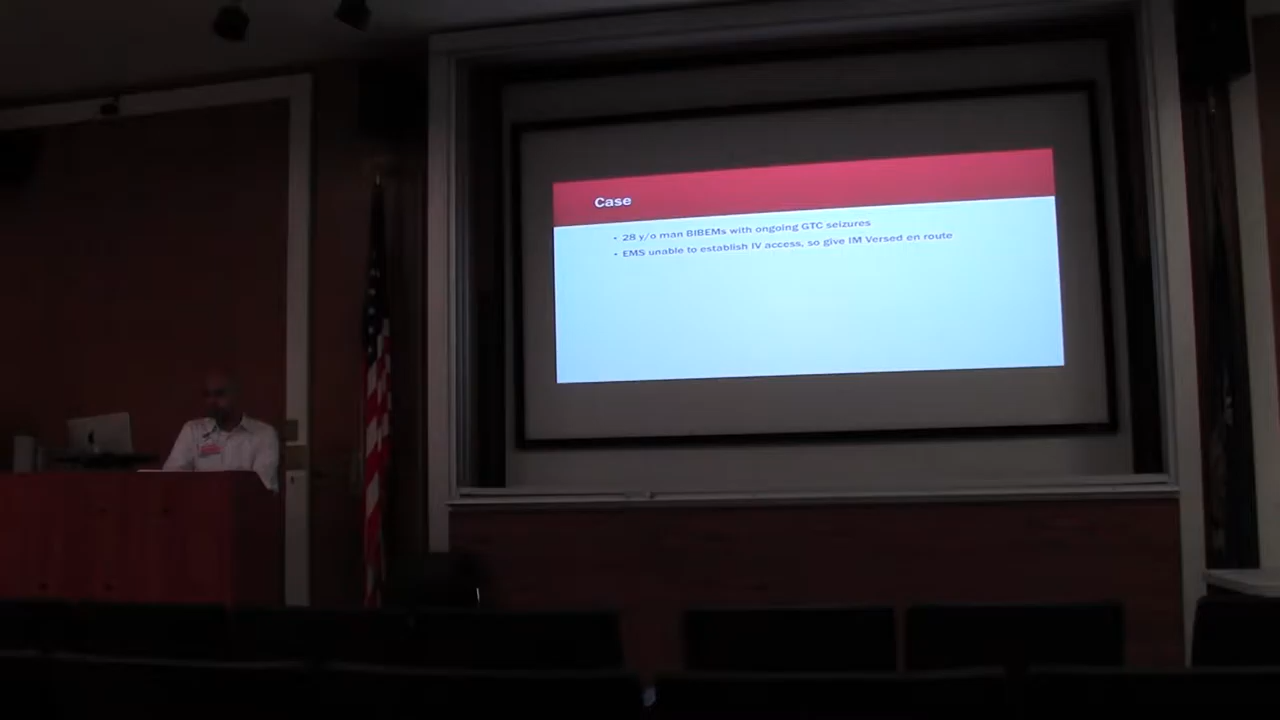 Case
• 28 y/o man BIBEMs with ongoing GTC seizures
• EMS unable to establish IV access, so give IM Versed en route